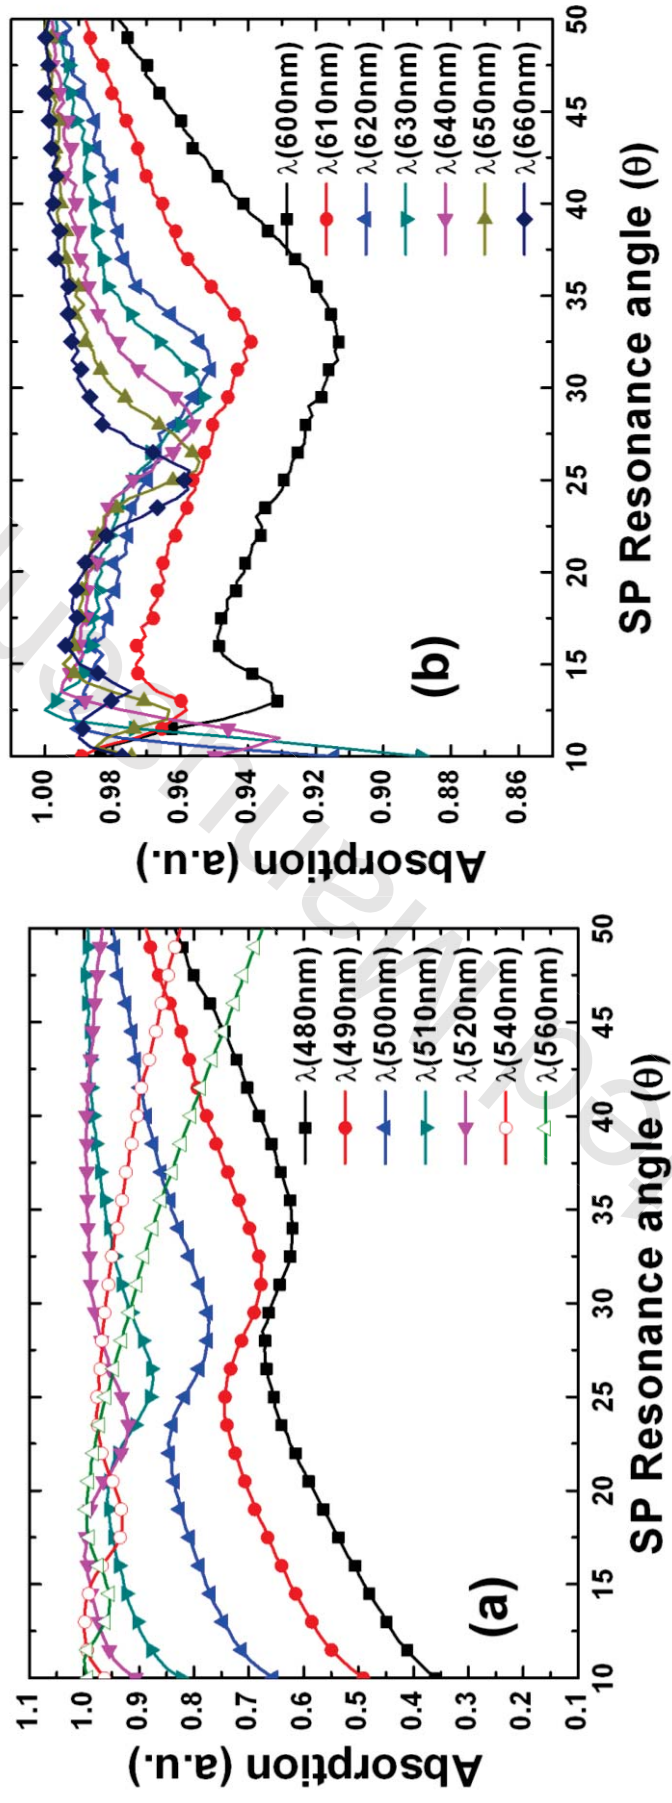 Absorption (a.u.)
1.1
1.0
0.9
0.8
0.7
0.6
0.5
0.4
0.3
0.2
0.1
10
15
20
25
30
35
40
45
50
SP Resonance angle (θ)
(a)
λ(480nm)
λ(490nm)
λ(500nm)
λ(510nm)
λ(520nm)
λ(540nm)
λ(560nm)
Absorption (a.u.)
1.00
0.98
0.96
0.94
0.92
0.90
0.88
0.86
10
15
20
25
30
35
40
45
50
SP Resonance angle (θ)
(b)
λ(600nm)
λ(610nm)
λ(620nm)
λ(630nm)
λ(640nm)
λ(650nm)
λ(660nm)